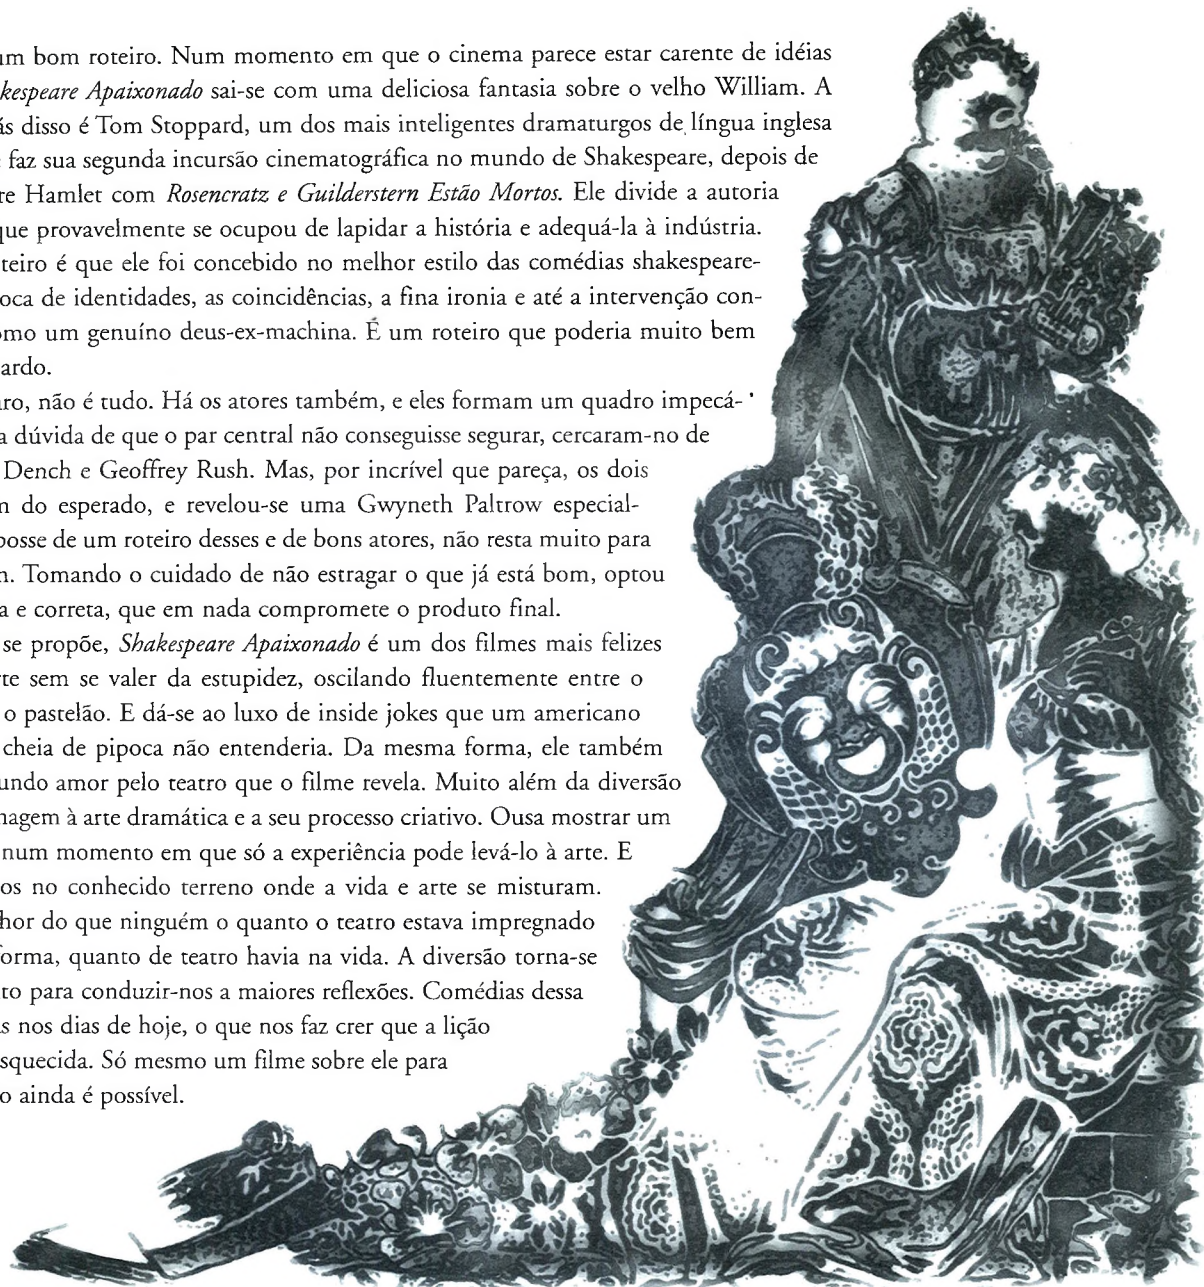 um bom roteiro. Num momento em que o cinema parece estar carente de idéias
kespeare Apaixonado sai-se com uma deliciosa fantasia sobre o velho William. A
ás disso é Tom Stoppard, um dos mais inteligentes dramaturgos de língua inglesa
faz sua segunda incursão cinematográfica no mundo de Shakespeare, depois de
re Hamlet com Rosencratz e Guilderstern Estão Mortos. Ele divide a autoria
que provavelmente se ocupou de lapidar a história e adequá-la à indústria.
teiro é que ele foi concebido no melhor estilo das comédias shakespeare-
oca de identidades, as coincidências, a fina ironia e até a intervenção con-
omo um genuíno deus-ex-machina. É um roteiro que poderia muito bem
ardo.
aro, não é tudo. Há os atores também, e eles formam um quadro impecá-
a dúvida de que o par central não conseguisse segurar, cercaram-no de
Dench e Geoffrey Rush. Mas, por incrível que pareça, os dois
m do esperado, e revelou-se uma Gwyneth Paltrow especial-
posse de um roteiro desses e de bons atores, não resta muito para
n. Tomando o cuidado de não estragar o que já está bom, optou
a e correta, que em nada compromete o produto final.
se propõe, Shakespeare Apaixonado é um dos filmes mais felizes
rte sem se valer da estupidez, oscilando fluentemente entre o
o pastelão. E dá-se ao luxo de inside jokes que um americano
cheia de pipoca não entenderia. Da mesma forma, ele também
undo amor pelo teatro que o filme revela. Muito além da diversão
nagem à arte dramática e a seu processo criativo. Ousa mostrar um
num momento em que só a experiência pode levá-lo à arte. E
os no conhecido terreno onde a vida e arte se misturam.
hor do que ninguém o quanto o teatro estava impregnado
forma, quanto de teatro havia na vida. A diversão torna-se
to para conduzir-nos a maiores reflexões. Comédias dessa
s nos dias de hoje, o que nos faz crer que a lição
squecida. Só mesmo um filme sobre ele para
o ainda é possível.